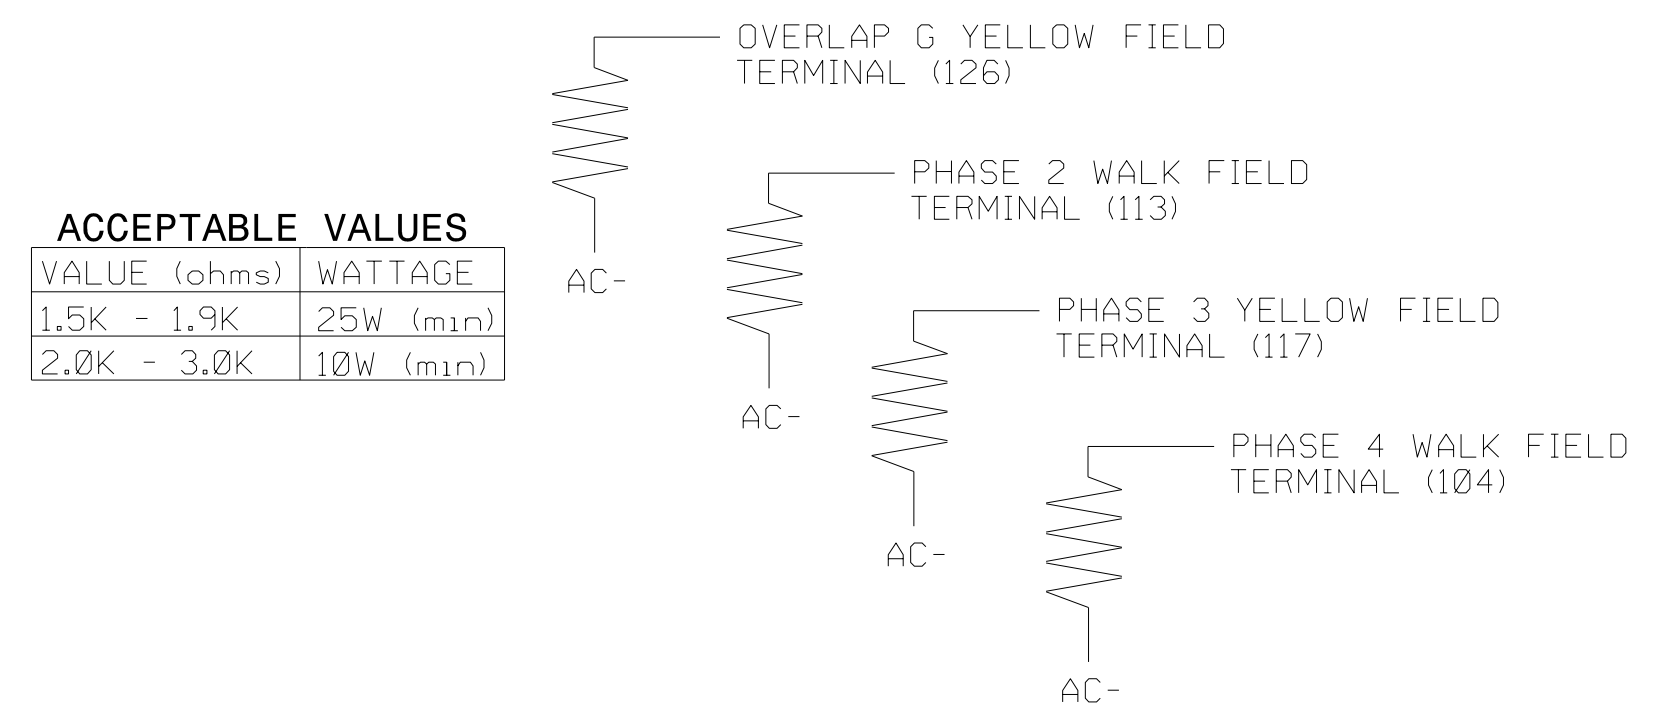 OVERLAP G YELLOW FIELD
TERMINAL (126)
AC-
PHASE 2 WALK FIELD
TERMINAL (113)
AC-
ACCEPTABLE VALUES
VALUE (ohms) WATTAGE
1.5K - 1.9K 25W (min)
2.0K - 3.0K 10W (min)
PHASE 3 YELLOW FIELD
TERMINAL (117)
AC-
PHASE 4 WALK FIELD
TERMINAL (104)
AC-